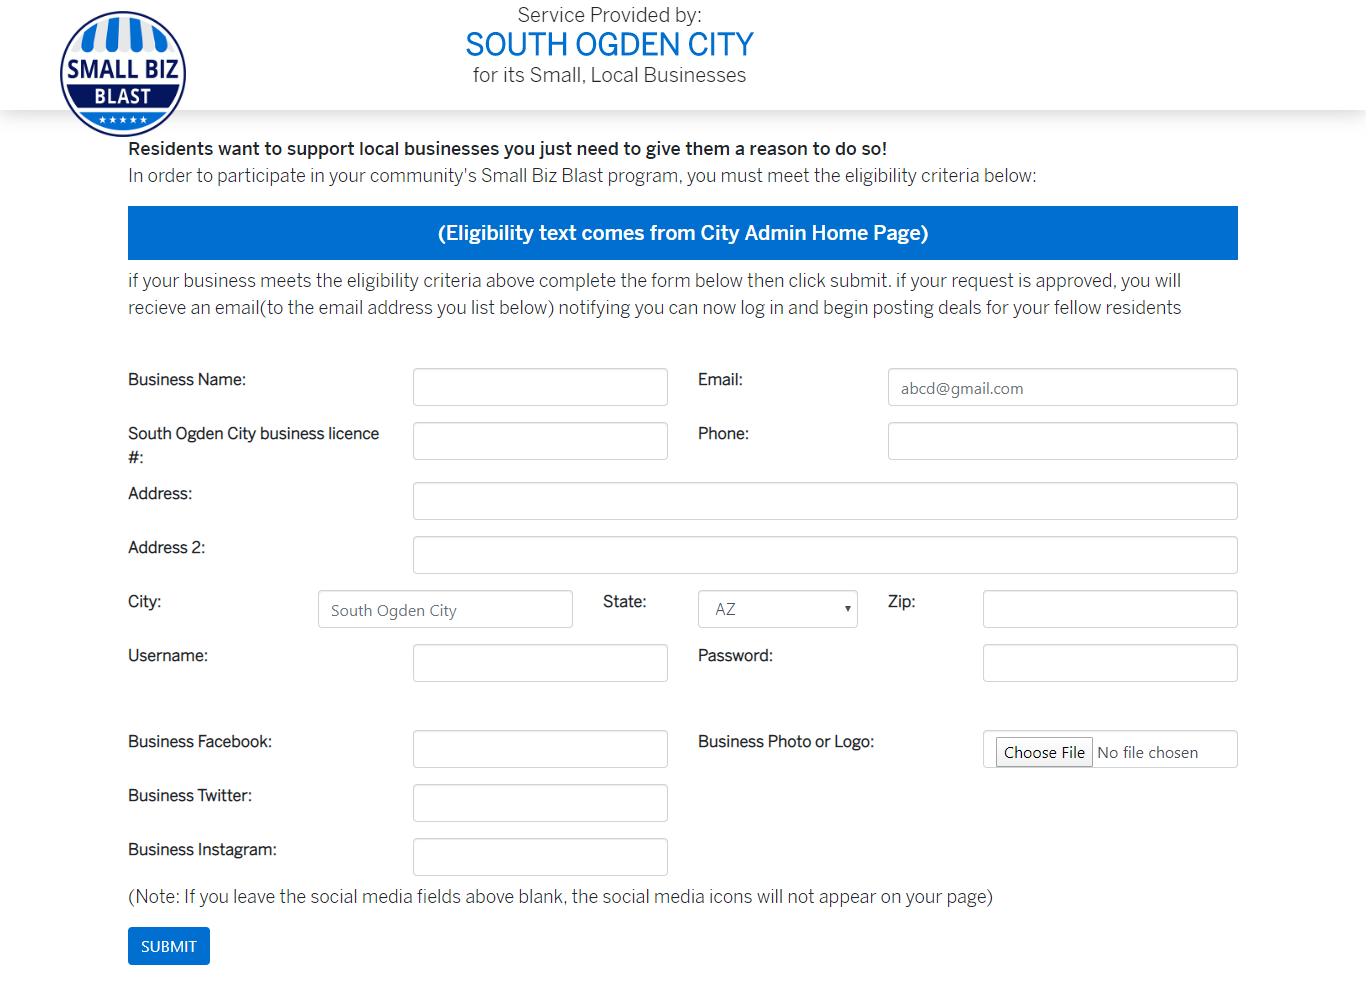 SMALL BIZ
BLAST
Service Provided by:
SOUTH OGDEN CITY
for its Small, Local Businesses
Residents want to support local businesses you just need to give them a reason to do so!
In order to participate in your community's Small Biz Blast program, you must meet the eligibility criteria below:
(Eligibility text comes from City Admin Home Page)
if your business meets the eligibility criteria above complete the form below then click submit. if your request is approved, you will
recieve an email(to the email address you list below) notifying you can now log in and begin posting deals for your fellow residents
Business Name:
Email: abcd@gmail.com
South Ogden City business licence
#:
Phone:
Address:
Address 2:
City: South Ogden City State: AZ Zip:
Username: Password:
Business Facebook: Business Photo or Logo: Choose File No file chosen
Business Twitter:
Business Instagram:
(Note: If you leave the social media fields above blank, the social media icons will not appear on your page)
SUBMIT